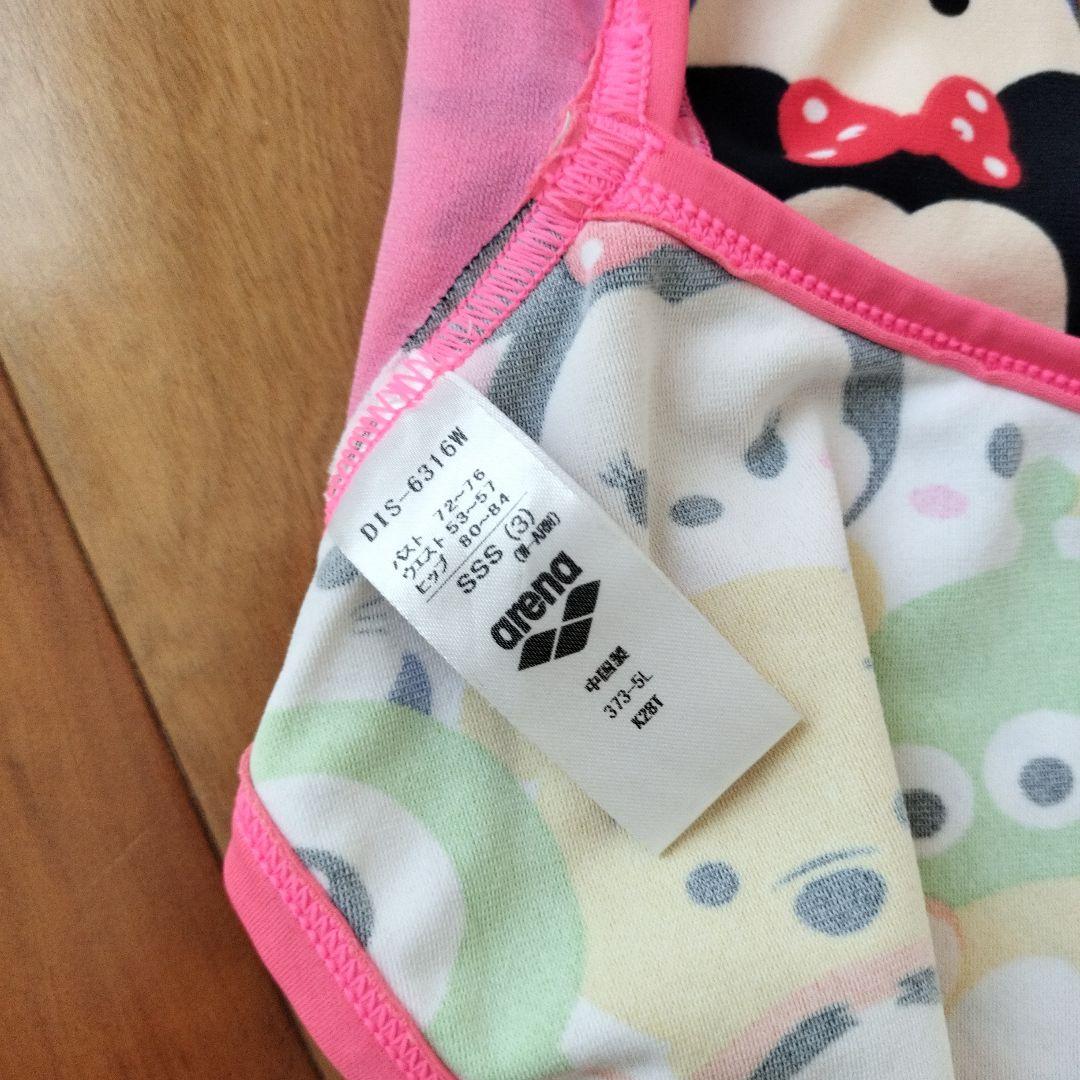 DIS-6316W
バスト 72~76
ウエスト 53~57
ヒップ 80~84
SSS (3)
(W-A/BH)
arena
中国製
373-5L
K28T